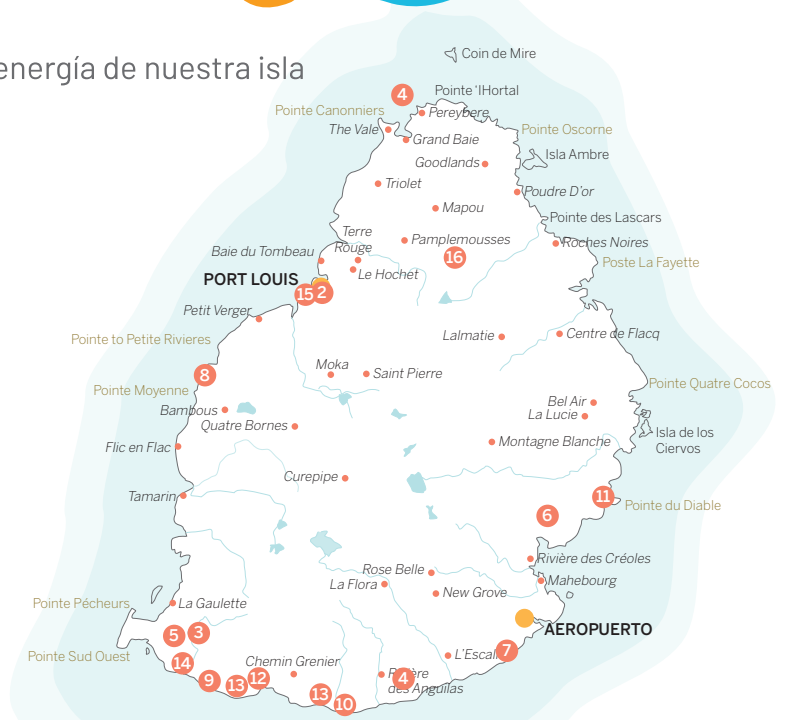 energía de nuestra isla
Coin de Mire
Pointe 'lHortal
4
Pointe Canonniers
Pereybere
The Vale
Grand Baie
Pointe Oscorne
Goodlands
Isla Ambre
Triolet
Poudre D'or
Mapou
Pointe des Lascars
Terre
Rouge
Pamplemousses
Roches Noires
Baie du Tombeau
16
Poste La Fayette
Le Hochet
PORT LOUIS
15
2
Petit Verger
Pointe to Petite Rivieres
Lalmatie
Centre de Flacq
Moka
Saint Pierre
8
Pointe Quatre Cocos
Pointe Moyenne
Bambous
Bel Air
La Lucie
Quatre Bornes
Isla de los
Ciervos
Flic en Flac
Montagne Blanche
Curepipe
Tamarin
11
Pointe du Diable
6
Rivière des Créoles
Rose Belle
Mahebourg
La Flora
New Grove
Pointe Pécheurs
La Gaulette
AEROPUERTO
5
3
Pointe Sud Ouest
7
14
Chemin Grenier
9
13
12
4
des Anguilas
13
10